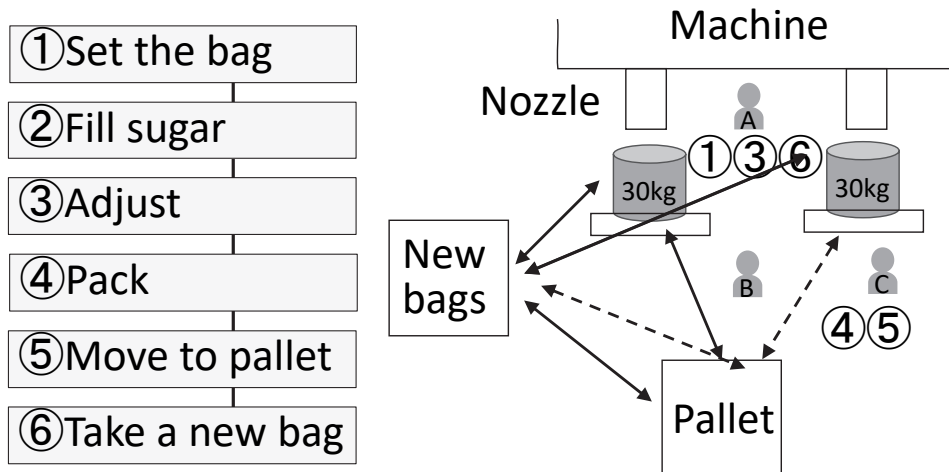 ①Set the bag
②Fill sugar
③Adjust
④Pack
⑤Move to pallet
⑥Take a new bag
Machine
Nozzle
A
①③⑥
30kg
30kg
New
bags
B
C
④⑤
Pallet